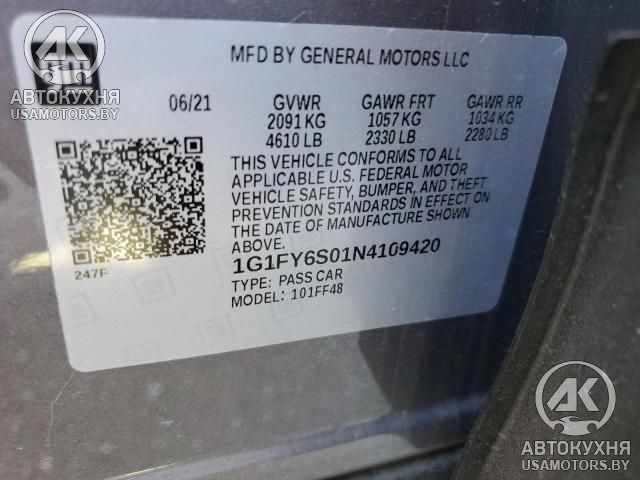 MFD BY GENERAL MOTORS LLC
06/21 GVWR GAWR FRT GAWR RR
2091 KG 1057 KG 1034 KG
4610 LB 2330 LB 2280 LB
THIS VEHICLE CONFORMS TO ALL
APPLICABLE U.S. FEDERAL MOTOR
VEHICLE SAFETY, BUMPER, AND THEFT
PREVENTION STANDARDS IN EFFECT ON
THE DATE OF MANUFACTURE SHOWN
ABOVE.
247F
1G1FY6S01N4109420
TYPE: PASS CAR
MODEL: 101FF48
АК
АВТОКУХНЯ
USAMOTORS.BY
АК
АВТОКУХНЯ
USAMOTORS.BY